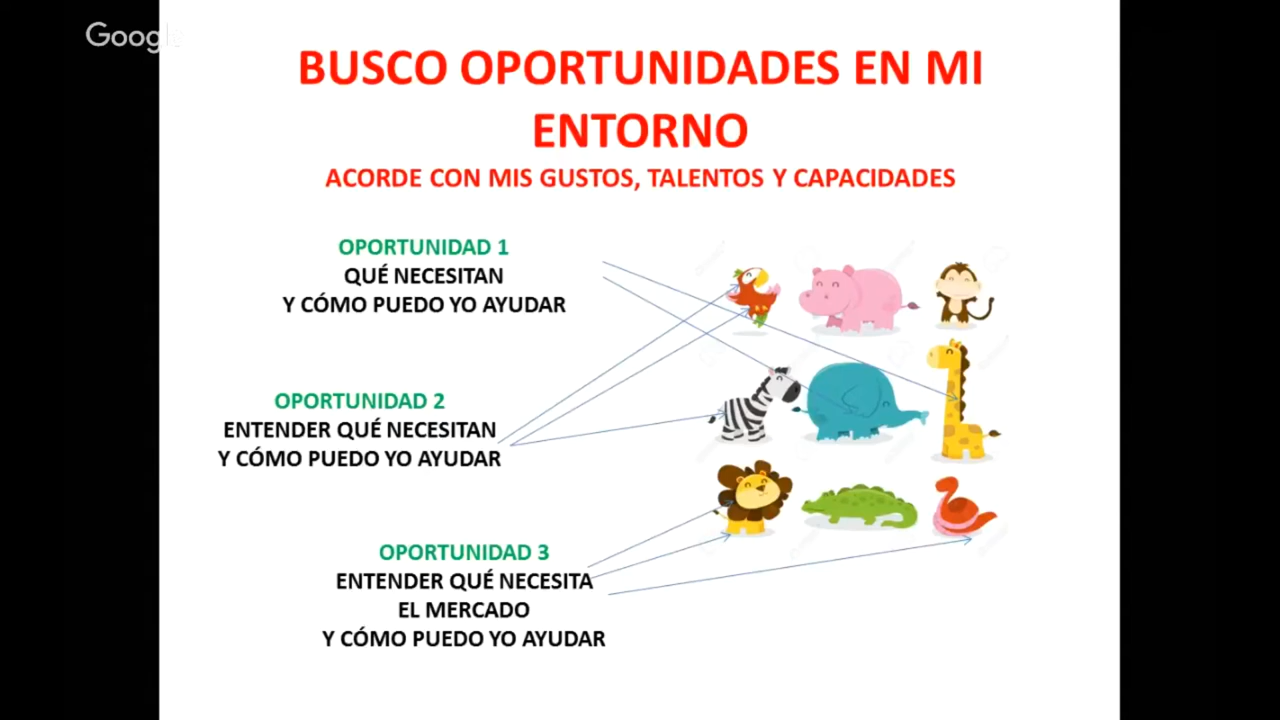 Google
BUSCO OPORTUNIDADES EN MI
ENTORNO
ACORDE CON MIS GUSTOS, TALENTOS Y CAPACIDADES
OPORTUNIDAD 1
QUÉ NECESITAN
Y CÓMO PUEDO YO AYUDAR
OPORTUNIDAD 2
ENTENDER QUÉ NECESITAN
Y CÓMO PUEDO YO AYUDAR
OPORTUNIDAD 3
ENTENDER QUÉ NECESITA
EL MERCADO
Y CÓMO PUEDO YO AYUDAR